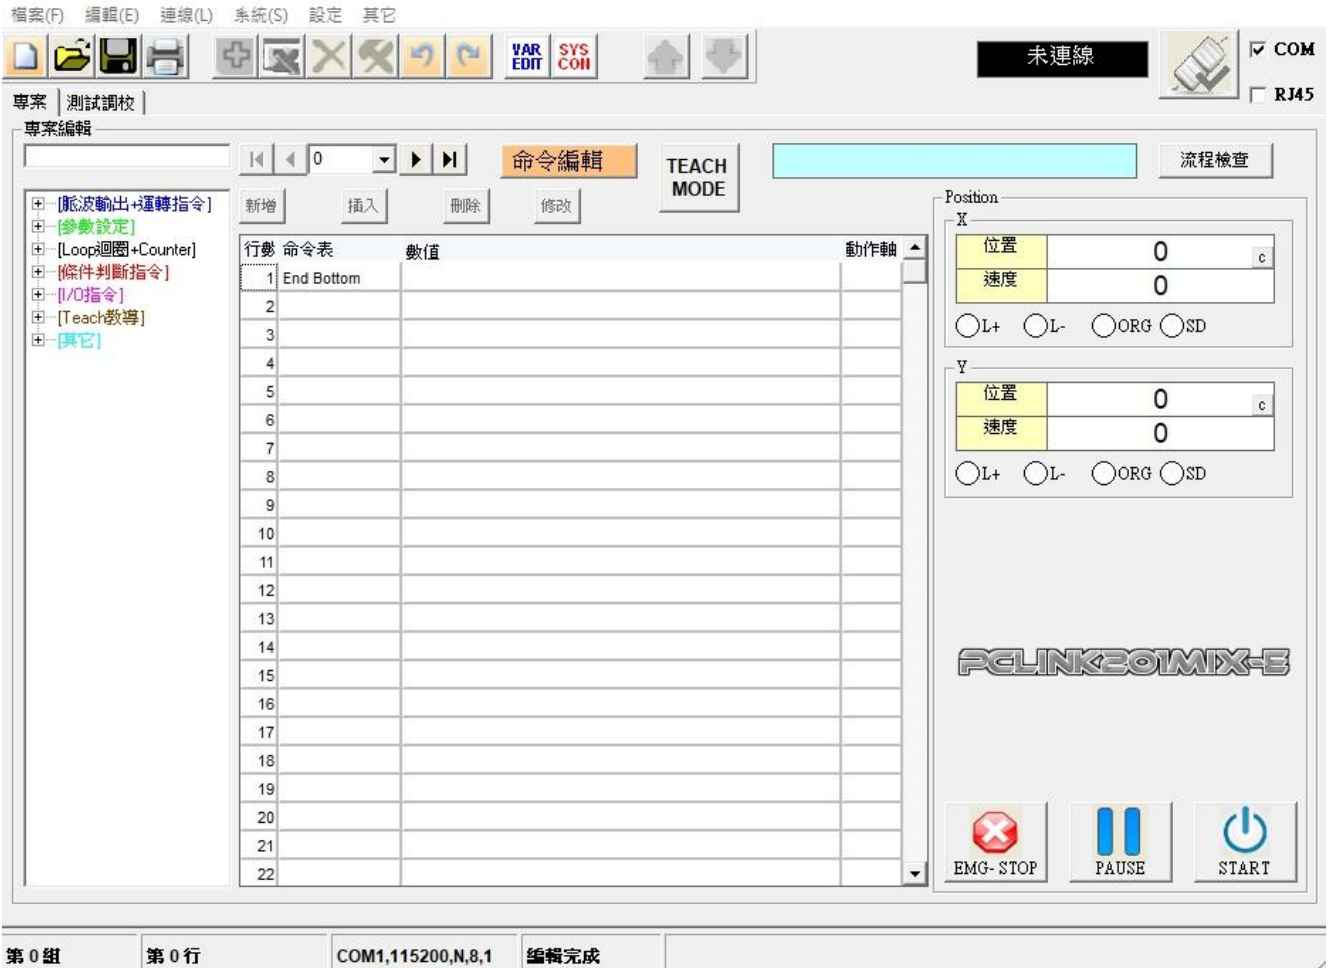 檔案(F) 編輯(E) 連線(L) 系統(S) 設定 其它
VAR EDIT SYS CON
未連線
COM
RJ45
專案 測試調校
專案編輯
0
命令編輯
TEACH MODE
流程檢查
新增 插入 刪除 修改
[脈波輸出+運轉指令]
[參數設定]
[Loop迴圈+Counter]
[條件判斷指令]
[I/O指令]
[Teach教導]
[其它]
行數 命令表 數值 動作軸
1 End Bottom
2
3
4
5
6
7
8
9
10
11
12
13
14
15
16
17
18
19
20
21
22
Position
X
位置 0 c
速度 0
L+ L- ORG SD
Y
位置 0 c
速度 0
L+ L- ORG SD
PCLINK201MIX-E
EMG- STOP PAUSE START
第 0 組 第 0 行 COM1,115200,N,8,1 編輯完成